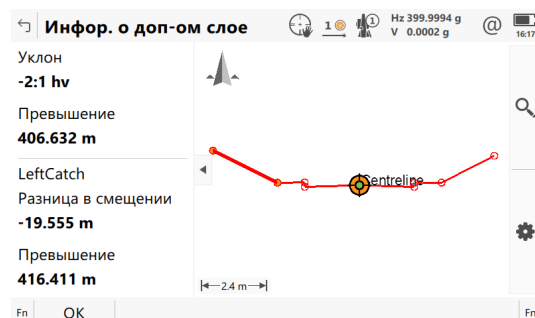 Инфор. о доп-ом слое
1
1
Hz 399.9994 g
V 0.0002 g
@
16:17
Уклон
-2:1 hv
Превышение
406.632 m
LeftCatch
Разница в смещении
-19.555 m
Превышение
416.411 m
Centreline
2.4 m
Fn
OK
Fn